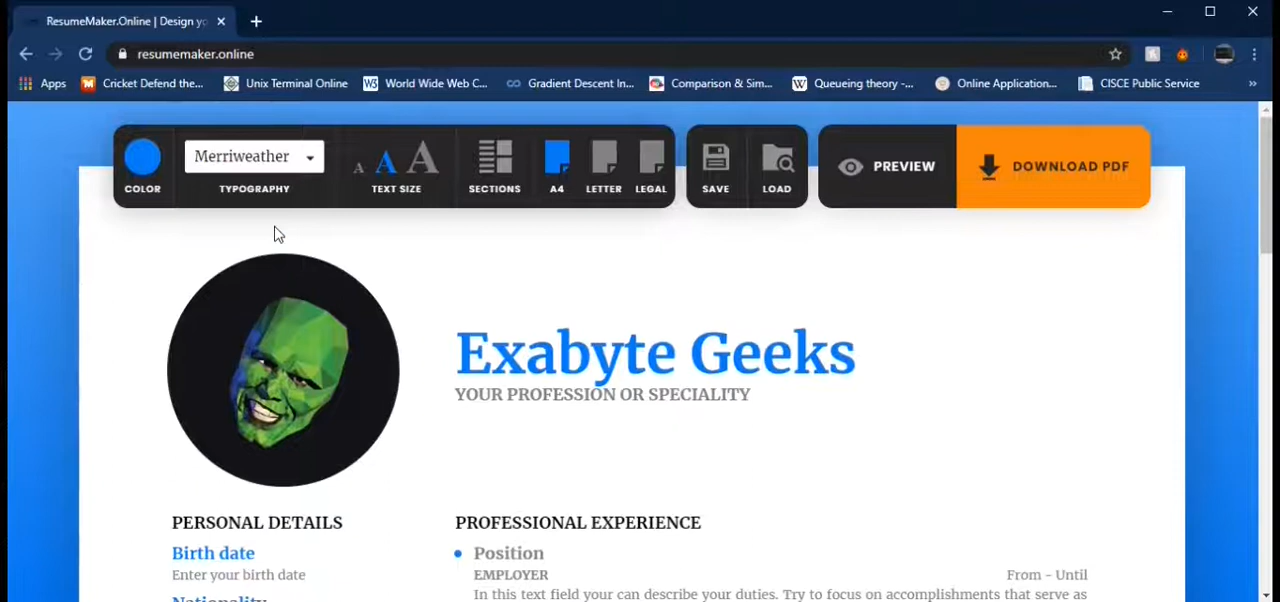 ResumeMaker.Online | Design yo
resumemaker.online
Apps Cricket Defend the... Unix Terminal Online World Wide Web C... Gradient Descent In... Comparison & Sim... Queueing theory -... Online Application... CISCE Public Service »
Merriweather
A A A
PREVIEW
DOWNLOAD PDF
COLOR TYPOGRAPHY TEXT SIZE SECTIONS A4 LETTER LEGAL SAVE LOAD
Exabyte Geeks
YOUR PROFESSION OR SPECIALITY
PERSONAL DETAILS
Birth date
Enter your birth date
Nationality
PROFESSIONAL EXPERIENCE
Position
EMPLOYER From - Until
In this text field your can describe your duties. Try to focus on accomplishments that serve as